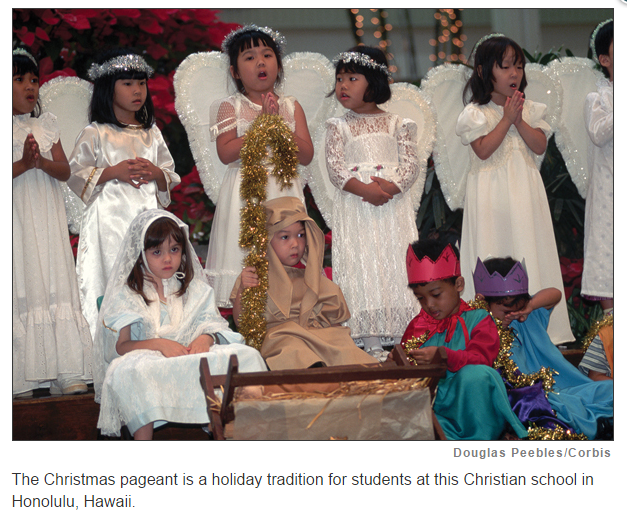 Douglas Peebles/Corbis
The Christmas pageant is a holiday tradition for students at this Christian school in
Honolulu, Hawaii.